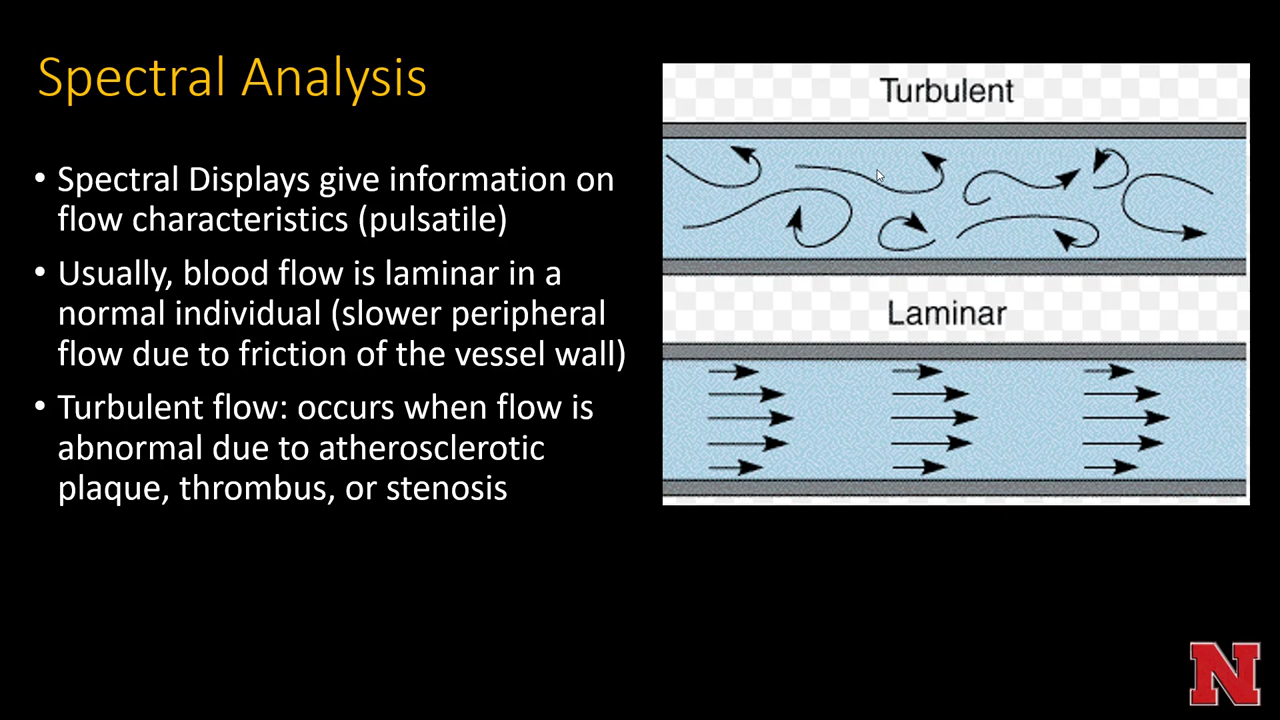 Spectral Analysis
• Spectral Displays give information on
flow characteristics (pulsatile)
• Usually, blood flow is laminar in a
normal individual (slower peripheral
flow due to friction of the vessel wall)
• Turbulent flow: occurs when flow is
abnormal due to atherosclerotic
plaque, thrombus, or stenosis
Turbulent
Laminar
N